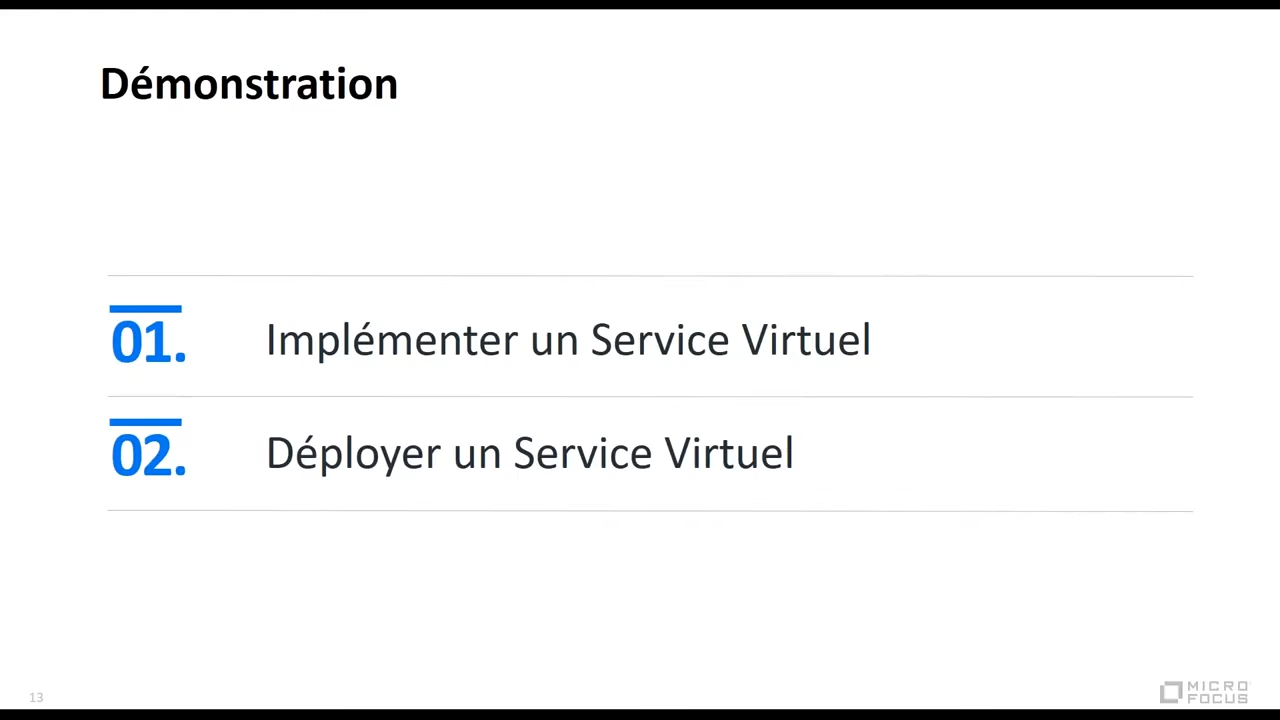 Démonstration
01. Implémenter un Service Virtuel
02. Déployer un Service Virtuel
13
MICRO
FOCUS